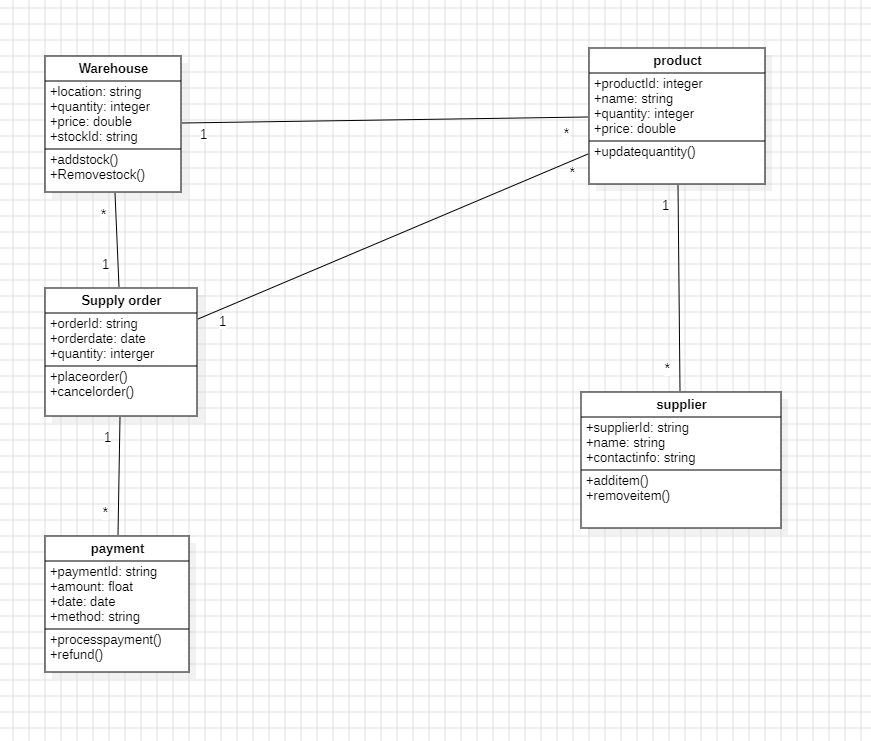 Warehouse
+location: string
+quantity: integer
+price: double
+stockId: string
+addstock()
+Removestock()
product
+productId: integer
+name: string
+quantity: integer
+price: double
+updatequantity()
1
*
*
*
1
1
1
Supply order
+orderId: string
+orderdate: date
+quantity: interger
+placeorder()
+cancelorder()
*
supplier
+supplierId: string
+name: string
+contactinfo: string
+additem()
+removeitem()
1
*
payment
+paymentId: string
+amount: float
+date: date
+method: string
+processpayment()
+refund()